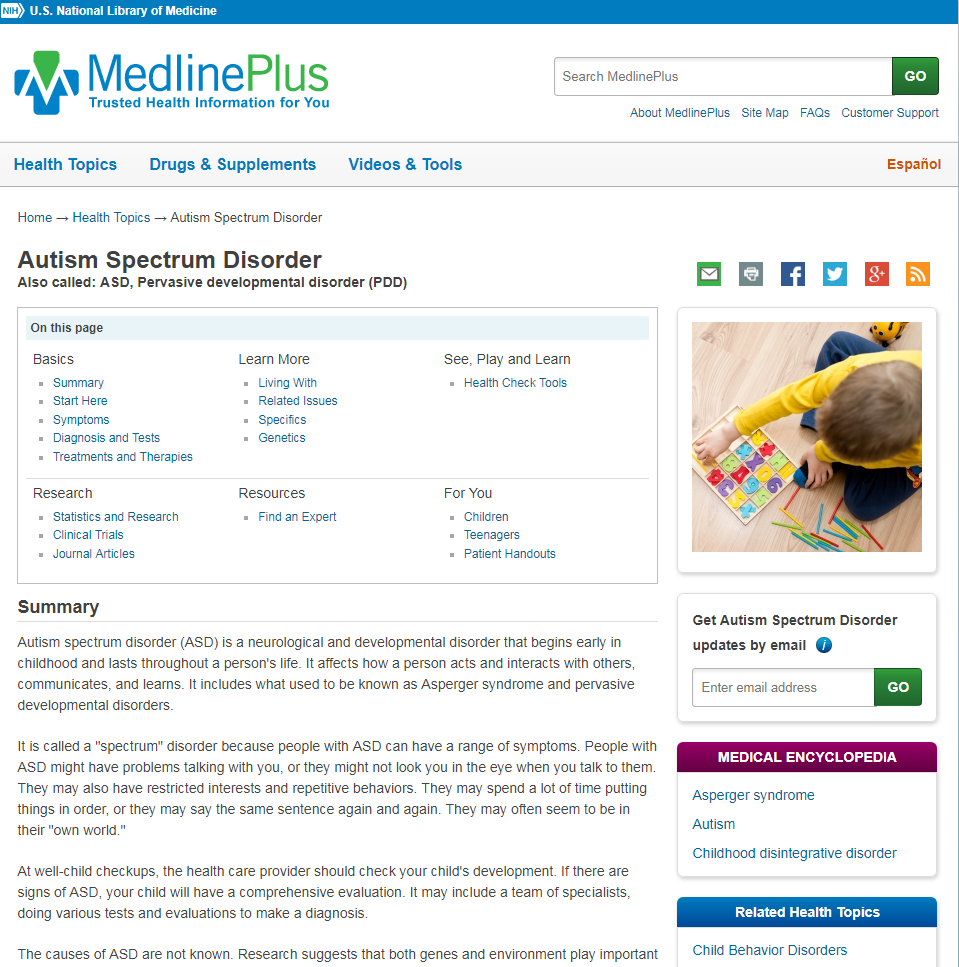 NIH U.S. National Library of Medicine
MedlinePlus
Trusted Health Information for You
Search MedlinePlus
GO
About MedlinePlus Site Map FAQs Customer Support
Health Topics Drugs & Supplements Videos & Tools Español
Home → Health Topics → Autism Spectrum Disorder
Autism Spectrum Disorder
Also called: ASD, Pervasive developmental disorder (PDD)
On this page
Basics
Summary
Start Here
Symptoms
Diagnosis and Tests
Treatments and Therapies
Learn More
Living With
Related Issues
Specifics
Genetics
See, Play and Learn
Health Check Tools
Research
Statistics and Research
Clinical Trials
Journal Articles
Resources
Find an Expert
For You
Children
Teenagers
Patient Handouts
Summary
Autism spectrum disorder (ASD) is a neurological and developmental disorder that begins early in
childhood and lasts throughout a person's life. It affects how a person acts and interacts with others,
communicates, and learns. It includes what used to be known as Asperger syndrome and pervasive
developmental disorders.
It is called a "spectrum" disorder because people with ASD can have a range of symptoms. People with
ASD might have problems talking with you, or they might not look you in the eye when you talk to them.
They may also have restricted interests and repetitive behaviors. They may spend a lot of time putting
things in order, or they may say the same sentence again and again. They may often seem to be in
their "own world."
At well-child checkups, the health care provider should check your child's development. If there are
signs of ASD, your child will have a comprehensive evaluation. It may include a team of specialists,
doing various tests and evaluations to make a diagnosis.
The causes of ASD are not known. Research suggests that both genes and environment play important
Get Autism Spectrum Disorder
updates by email i
Enter email address
GO
MEDICAL ENCYCLOPEDIA
Asperger syndrome
Autism
Childhood disintegrative disorder
Related Health Topics
Child Behavior Disorders